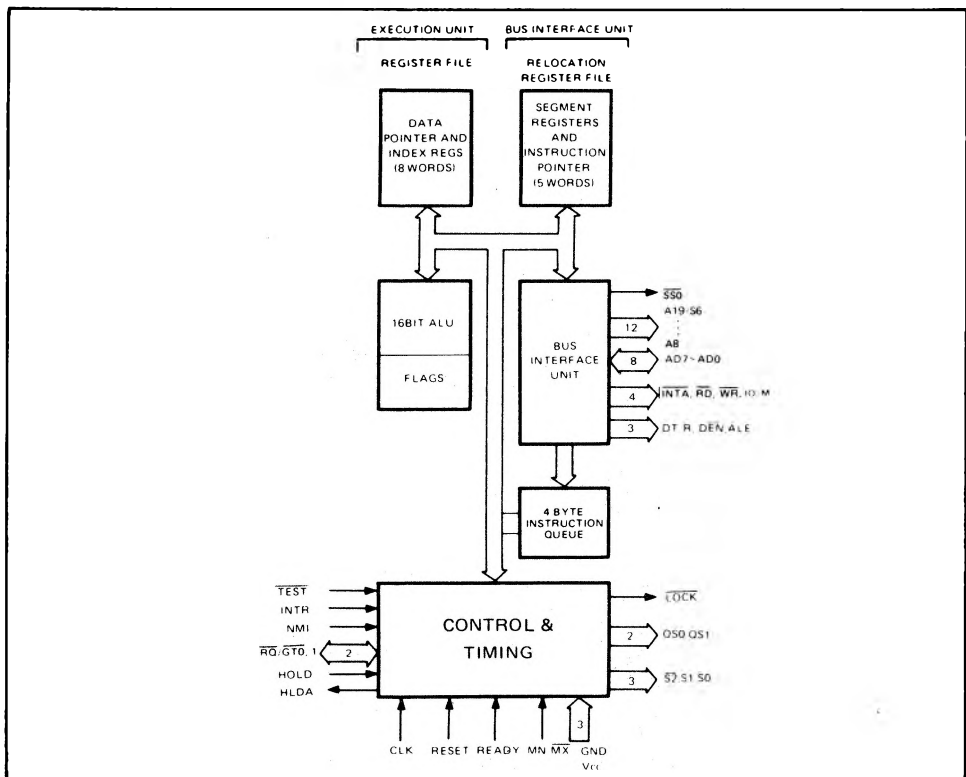 EXECUTION UNIT
BUS INTERFACE UNIT
REGISTER FILE
RELOCATION
REGISTER FILE
DATA
POINTER AND
INDEX REGS
(8 WORDS)
SEGMENT
REGISTERS
AND
INSTRUCTION
POINTER
(5 WORDS)
16BIT ALU
FLAGS
BUS
INTERFACE
UNIT
SS0
12
A19/S6
A8
8
AD7~AD0
4
INTA, RD, WR, IO/M
3
DT/R, DEN, ALE
4 BYTE
INSTRUCTION
QUEUE
CONTROL &
TIMING
TEST
INTR
NMI
RQ/GT0, 1
2
HOLD
HLDA
LOCK
2
QS0 QS1
3
S2 S1 S0
CLK
RESET
READY
MN MX
3
GND
Vcc